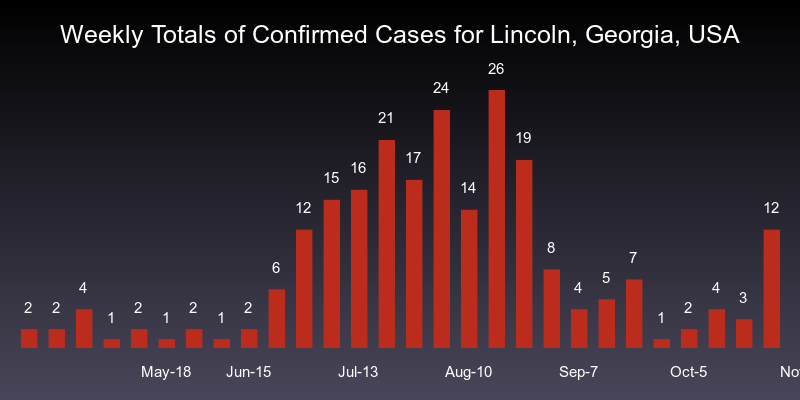 Weekly Totals of Confirmed Cases for Lincoln, Georgia, USA
2 2 4 1 2 1 2 1 2 6 12 15 16 21 17 24 14 26 19 8 4 5 7 1 2 4 3 12
May-18 Jun-15 Jul-13 Aug-10 Sep-7 Oct-5 No